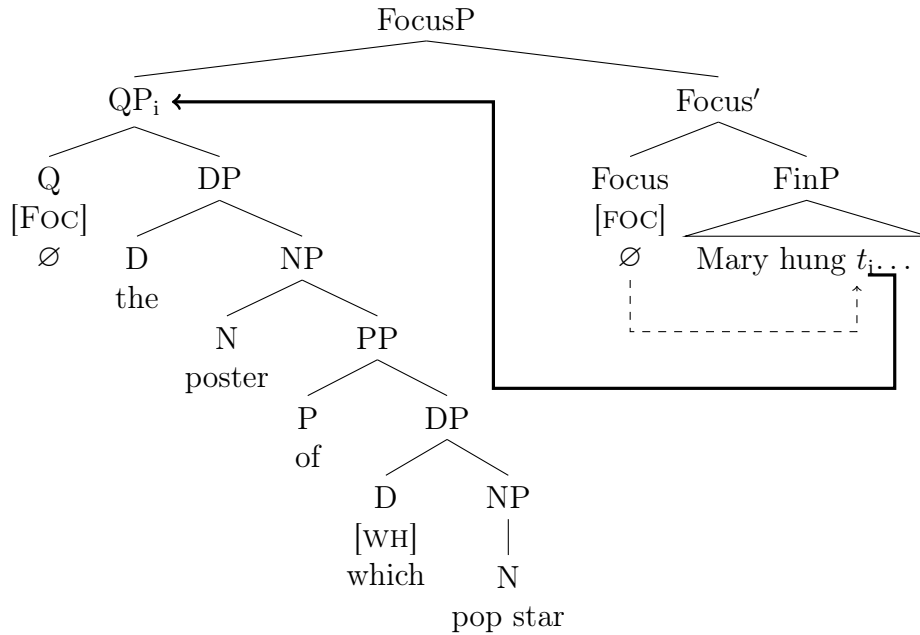 FocusP
QPᵢ Focus′
Q DP Focus FinP
[FOC] [FOC]
∅ D NP ∅ Mary hung tᵢ...
the
N PP
poster
P DP
of
D NP
[WH]
which N
pop star